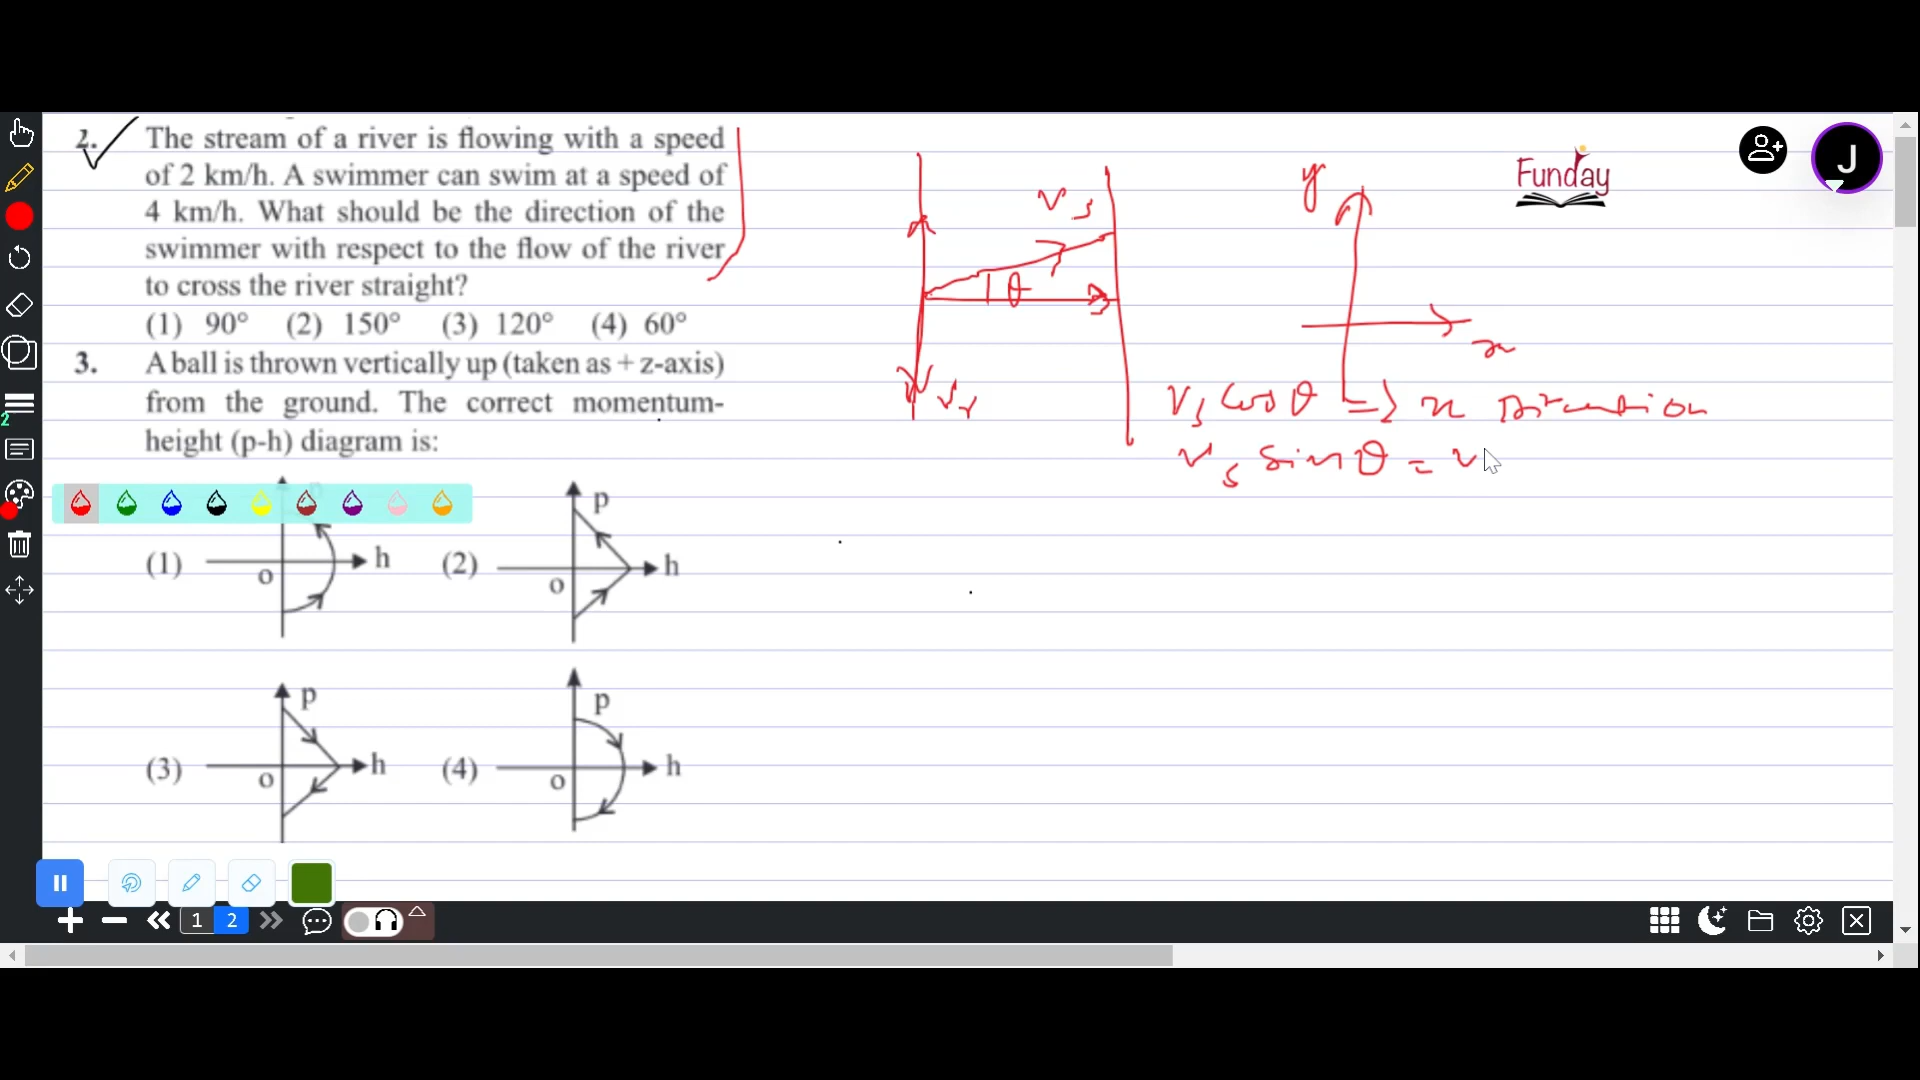 2. The stream of a river is flowing with a speed
of 2 km/h. A swimmer can swim at a speed of
4 km/h. What should be the direction of the
swimmer with respect to the flow of the river
to cross the river straight?
(1) 90° (2) 150° (3) 120° (4) 60°
3. A ball is thrown vertically up (taken as + z-axis)
from the ground. The correct momentum-
height (p-h) diagram is:
(1) o h
(2) p o h
(3) p o h
(4) p o h
v s
θ
v r
y
x
v s cos θ => x direction
v s sin θ = v
Funday
J
2
1 2